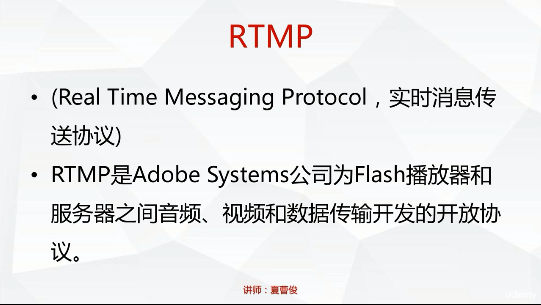 RTMP
• (Real Time Messaging Protocol，实时消息传
送协议)
• RTMP是Adobe Systems公司为Flash播放器和
服务器之间音频、视频和数据传输开发的开放协
议。
讲师：夏曹俊